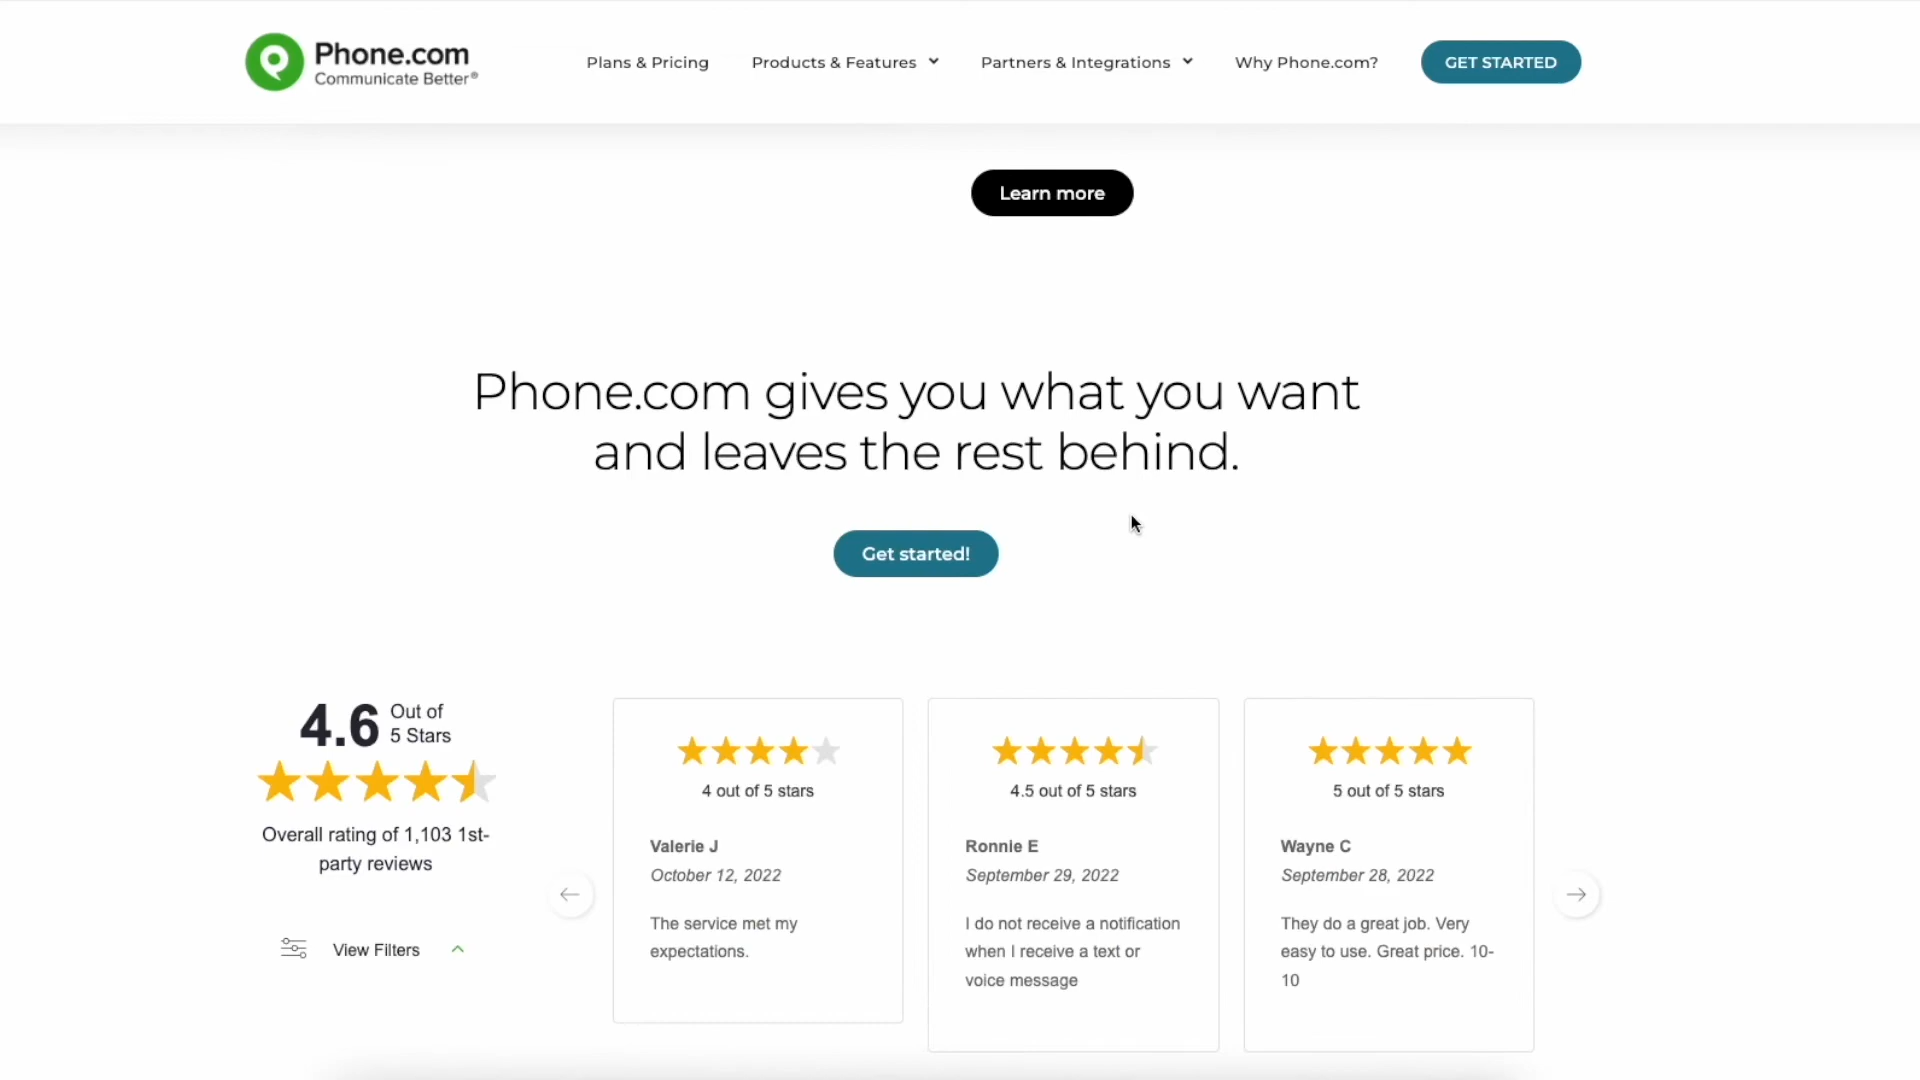 Phone.com
Communicate Better®
Plans & Pricing
Products & Features
Partners & Integrations
Why Phone.com?
GET STARTED
Learn more
Phone.com gives you what you want
and leaves the rest behind.
Get started!
4.6
Out of
5 Stars
Overall rating of 1,103 1st-
party reviews
View Filters
4 out of 5 stars
Valerie J
October 12, 2022
The service met my
expectations.
4.5 out of 5 stars
Ronnie E
September 29, 2022
I do not receive a notification
when I receive a text or
voice message
5 out of 5 stars
Wayne C
September 28, 2022
They do a great job. Very
easy to use. Great price. 10-
10